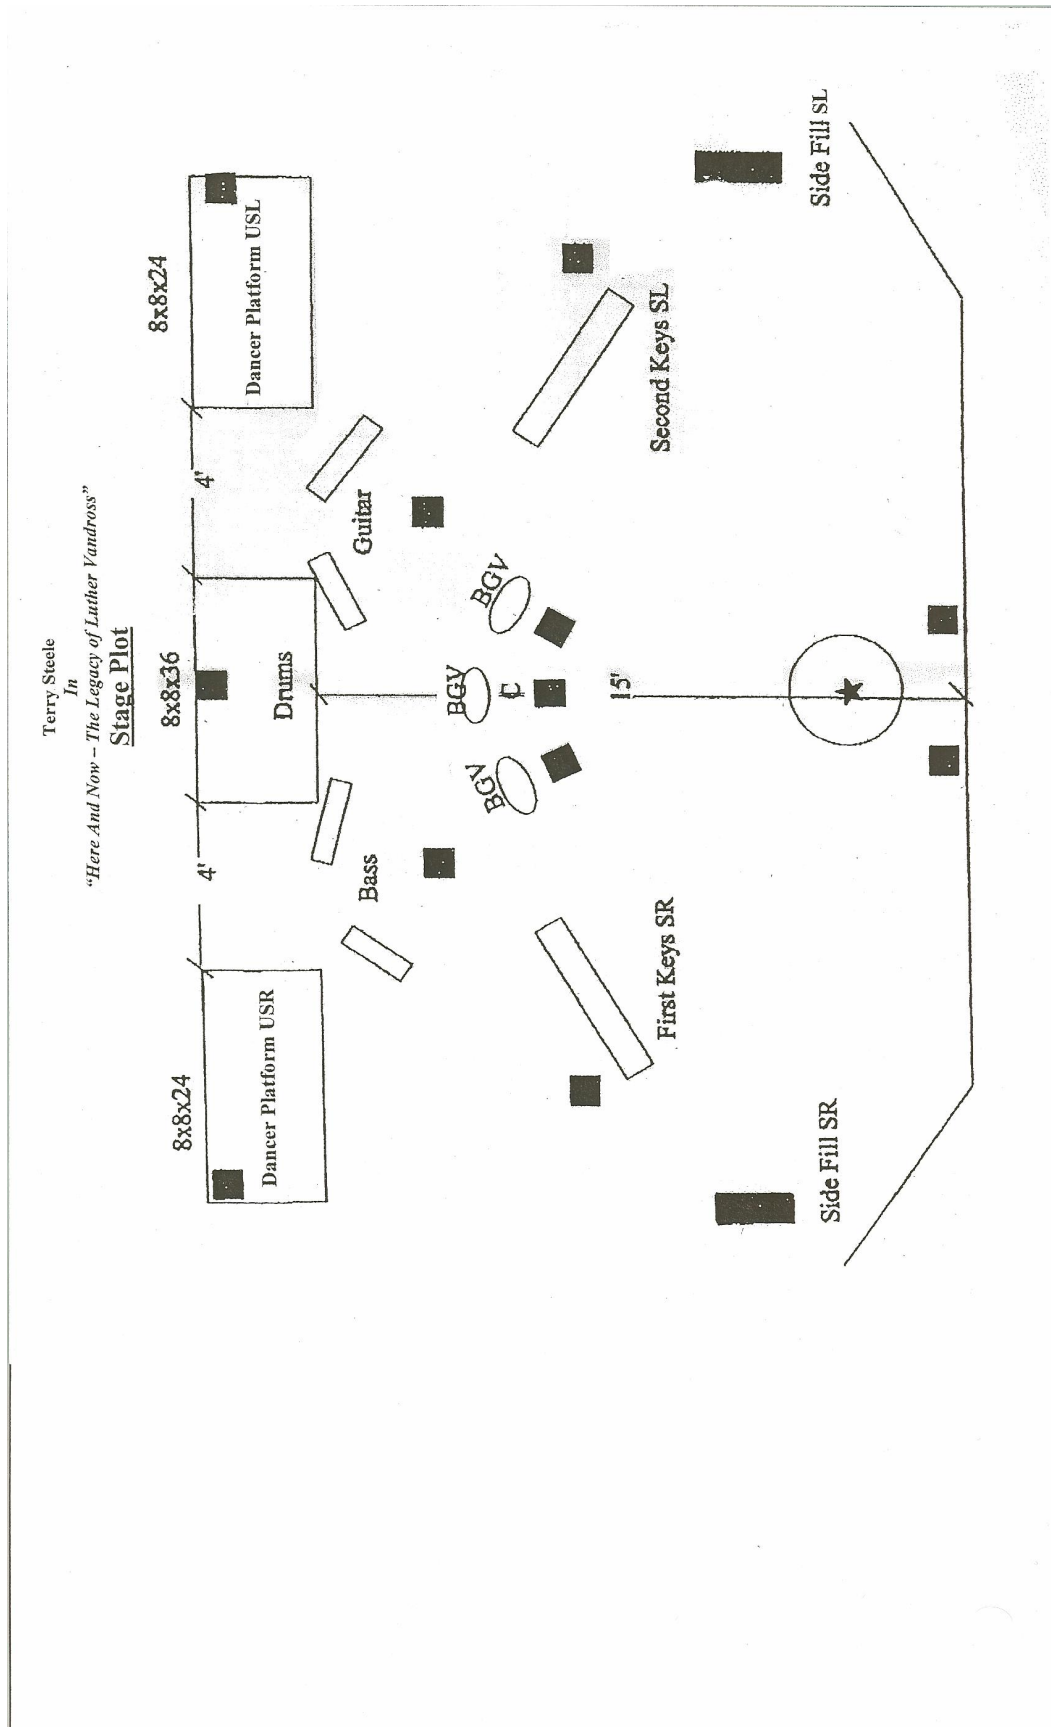 Terry Steele
In
“Here And Now – The Legacy of Luther Vandross”
Stage Plot
8x8x24
4'
8x8x36
4'
8x8x24
Dancer Platform USR
Drums
Dancer Platform USL
Bass
Guitar
BGV
BGV
BGV
C
15'
First Keys SR
Second Keys SL
Side Fill SR
Side Fill SL